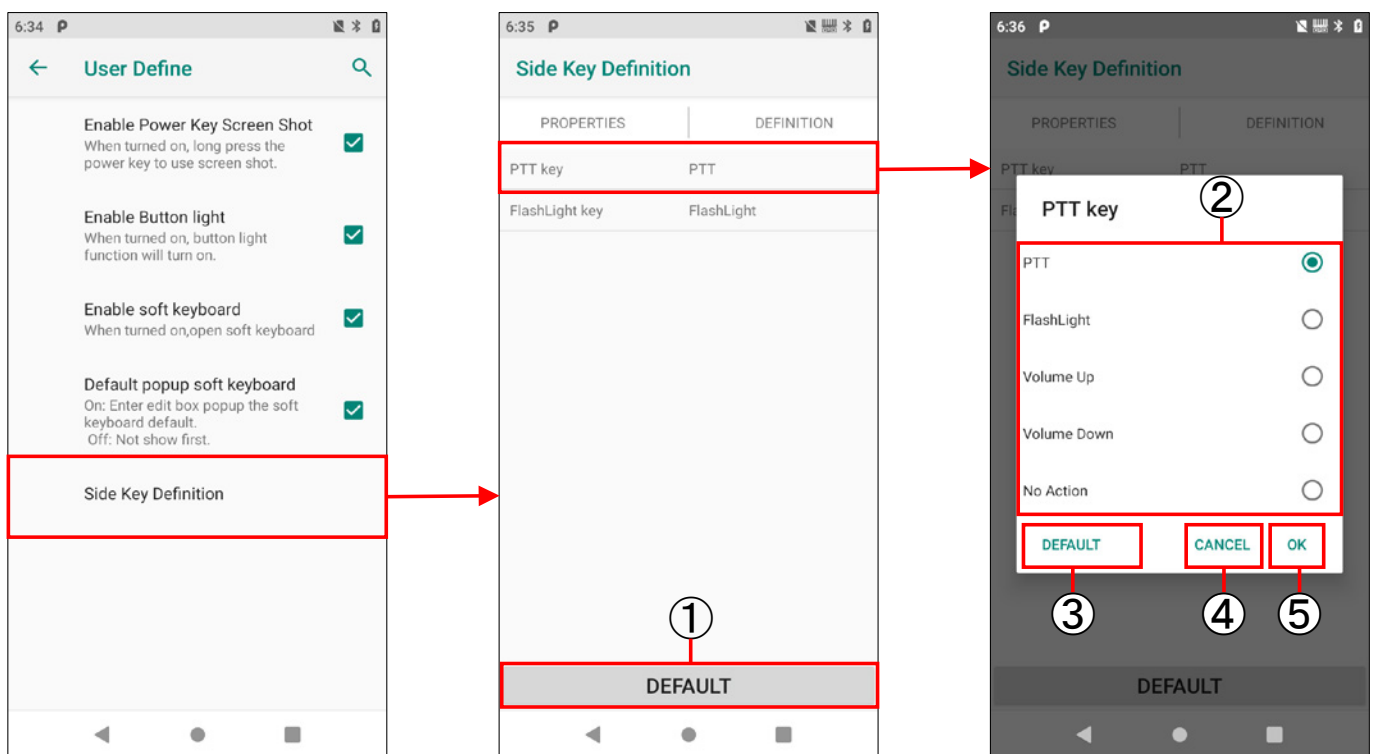 6:34 P
User Define
Enable Power Key Screen Shot
When turned on, long press the
power key to use screen shot.
Enable Button light
When turned on, button light
function will turn on.
Enable soft keyboard
When turned on,open soft keyboard
Default popup soft keyboard
On: Enter edit box popup the soft
keyboard default.
Off: Not show first.
Side Key Definition
6:35 P
Side Key Definition
PROPERTIES DEFINITION
PTT key PTT
FlashLight key FlashLight
①
DEFAULT
6:36 P
Side Key Definition
PROPERTIES DEFINITION
PTT key PTT
Fla
PTT key
②
PTT
FlashLight
Volume Up
Volume Down
No Action
DEFAULT CANCEL OK
③ ④ ⑤
DEFAULT